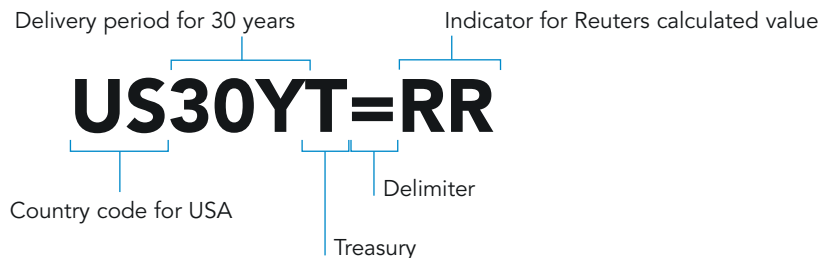 Delivery period for 30 years
Indicator for Reuters calculated value
US30YT=RR
Delimiter
Country code for USA
Treasury